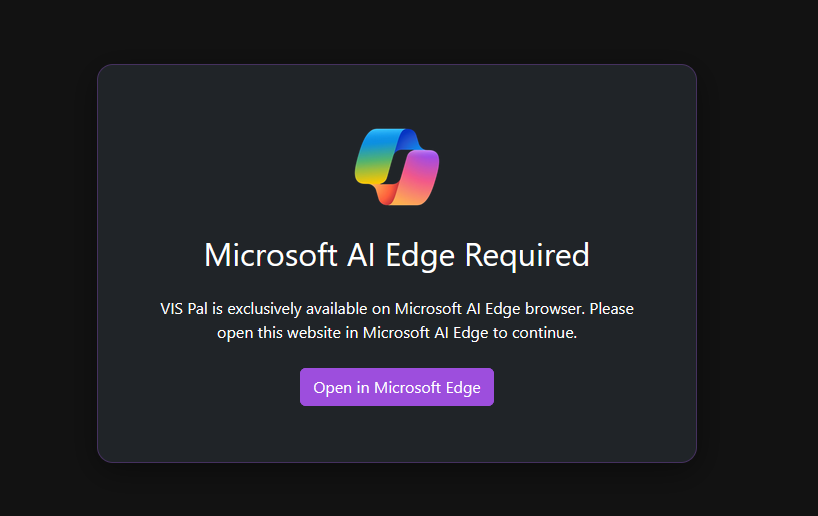 Microsoft AI Edge Required
VIS Pal is exclusively available on Microsoft AI Edge browser. Please
open this website in Microsoft AI Edge to continue.
Open in Microsoft Edge